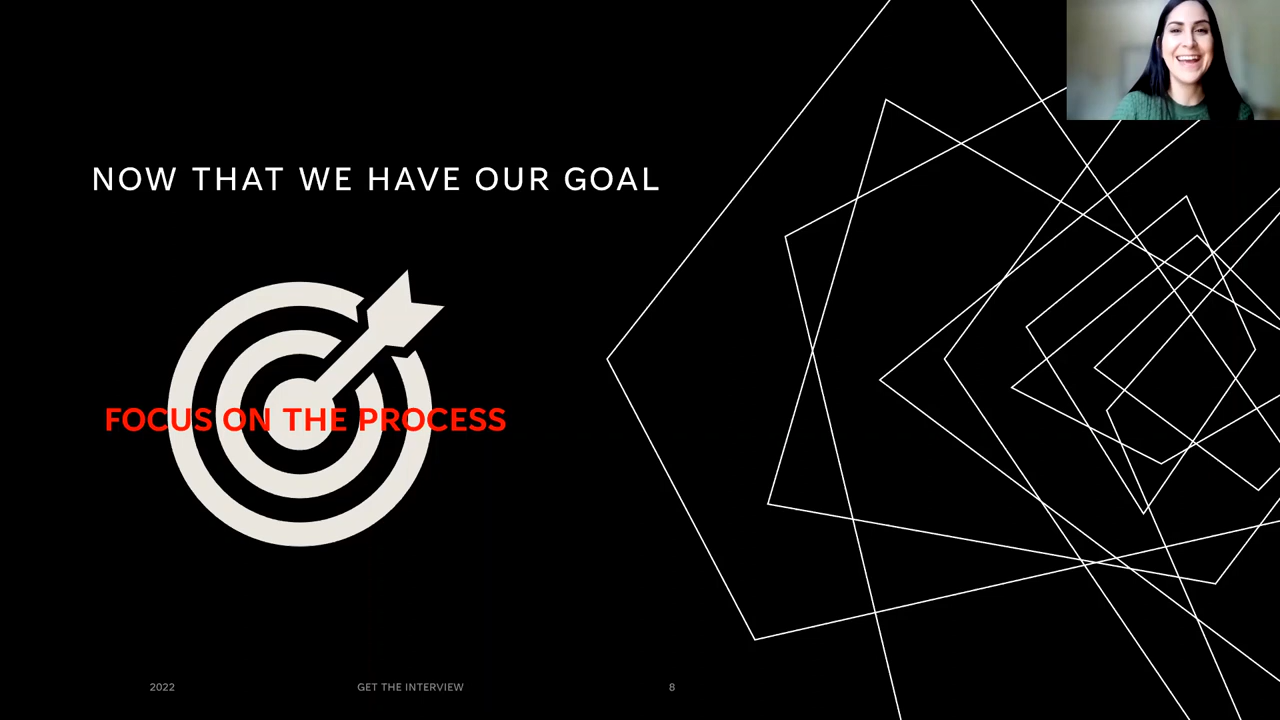 NOW THAT WE HAVE OUR GOAL
FOCUS ON THE PROCESS
2022
GET THE INTERVIEW
8